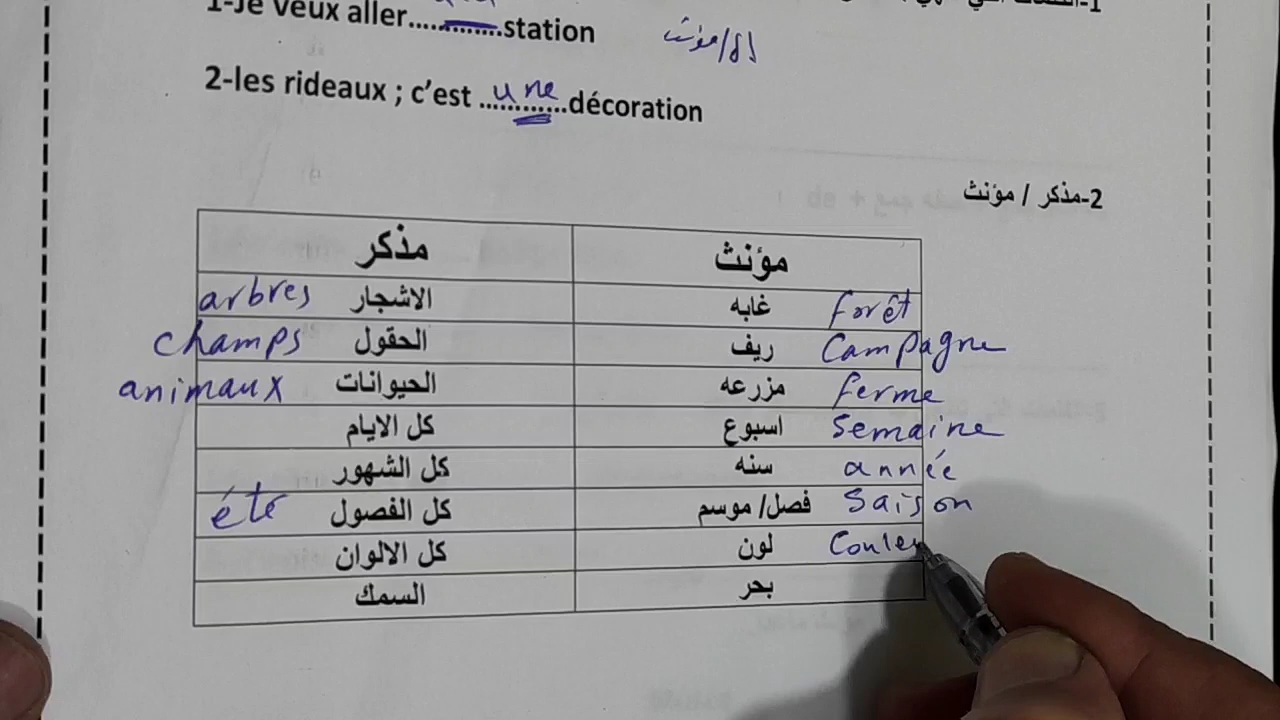 1-Je veux aller..............station
ال/مؤنث
2-les rideaux ; c’est ............décoration
une
2-مذكر / مؤنث
مؤنث مذكر
forêt غابه الاشجار arbres
Campagne ريف الحقول champs
ferme مزرعه الحيوانات animaux
Semaine اسبوع كل الايام
année سنه كل الشهور
Saison فصل/ موسم كل الفصول été
Couleu لون كل الالوان
بحر السمك